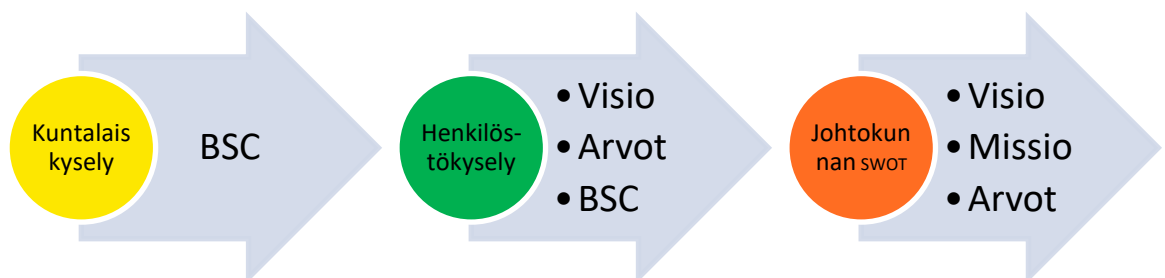 Kuntalais
kysely
BSC
Henkilös-
tökysely
• Visio
• Arvot
• BSC
Johtokun
nan SWOT
• Visio
• Missio
• Arvot